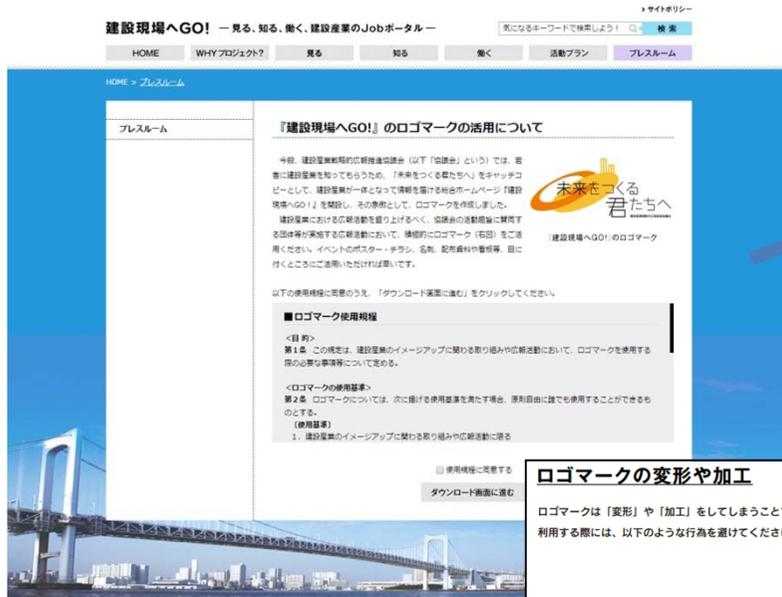 › サイトポリシー
建設現場へGO! ー見る、知る、働く、建設産業のJobポータルー
気になるキーワードで検索しよう!
検索
HOME WHYプロジェクト? 見る 知る 働く 活動プラン プレスルーム
HOME > プレスルーム
プレスルーム
『建設現場へGO!』のロゴマークの活用について
今般、建設産業戦略的広報推進協議会(以下「協議会」という)では、若
者に建設産業を知ってもらうため、「未来をつくる君たちへ」をキャッチコ
ピーとして、建設産業が一体となって情報を届ける総合ホームページ『建設
現場へGO!』を開設し、その象徴として、ロゴマークを作成しました。
建設産業における広報活動を盛り上げるべく、協議会の活動趣旨に賛同す
る団体等が実施する広報活動において、積極的にロゴマーク(右図)をご活
用ください。イベントのポスター・チラシ、名刺、配布資料や看板等、目に
付くところにご活用いただければ幸いです。
未来をつくる
君たちへ
『建設現場へGO!』のロゴマーク
以下の使用規程に同意のうえ、「ダウンロード画面に進む」をクリックしてください。
■ロゴマーク使用規程
<目的>
第1条 この規定は、建設産業のイメージアップに関わる取り組みや広報活動において、ロゴマークを使用する
際の必要な事項等について定める。
<ロゴマークの使用基準>
第2条 ロゴマークについては、次に掲げる使用基準を満たす場合、原則自由に誰でも使用することができるも
のとする。
〔使用基準〕
1. 建設産業のイメージアップに関わる取り組みや広報活動に限る
使用規程に同意する
ダウンロード画面に進む
ロゴマークの変形や加工
ロゴマークは「変形」や「加工」をしてしまうこと
利用する際には、以下のような行為を避けてくださ